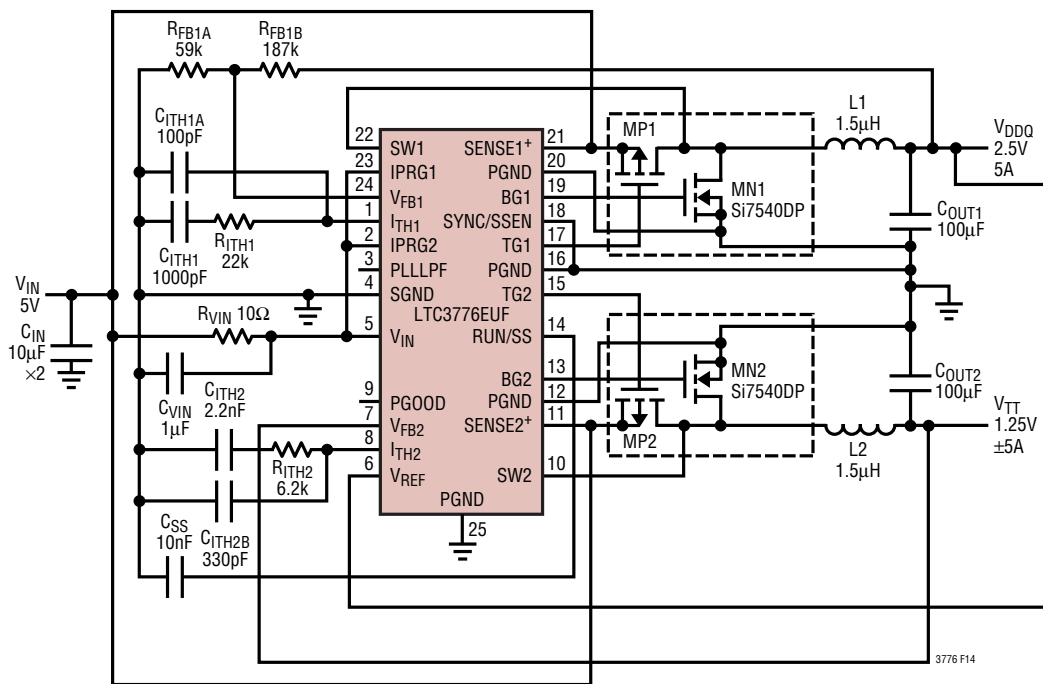 RFB1A
59k
RFB1B
187k
CITH1A
100pF
CITH1
1000pF
RITH1
22k
VIN
5V
CIN
10μF
×2
RVIN 10Ω
CVIN
1μF
CITH2
2.2nF
RITH2
6.2k
CSS
10nF
CITH2B
330pF
22
23
24
1
2
3
4
5
9
7
8
6
SW1
IPRG1
VFB1
ITH1
IPRG2
PLLLPF
SGND
VIN
PGOOD
VFB2
ITH2
VREF
LTC3776EUF
SENSE1+
PGND
BG1
SYNC/SSEN
TG1
PGND
TG2
RUN/SS
BG2
PGND
SENSE2+
SW2
PGND
25
21
20
19
18
17
16
15
14
13
12
11
10
MP1
MN1
Si7540DP
L1
1.5μH
VDDQ
2.5V
5A
COUT1
100μF
MN2
Si7540DP
MP2
COUT2
100μF
L2
1.5μH
VTT
1.25V
±5A
3776 F14